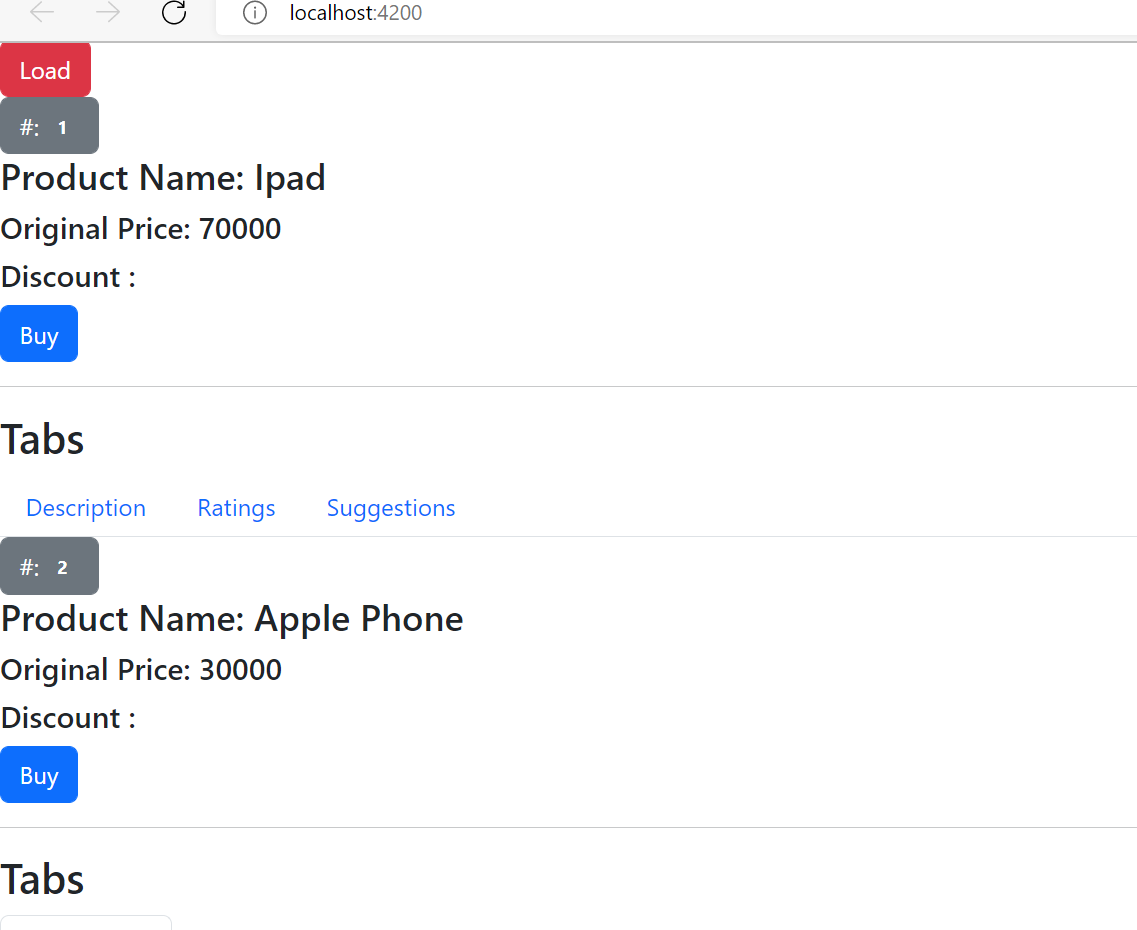 localhost:4200
Load
#: 1
Product Name: Ipad
Original Price: 70000
Discount :
Buy
Tabs
Description Ratings Suggestions
#: 2
Product Name: Apple Phone
Original Price: 30000
Discount :
Buy
Tabs